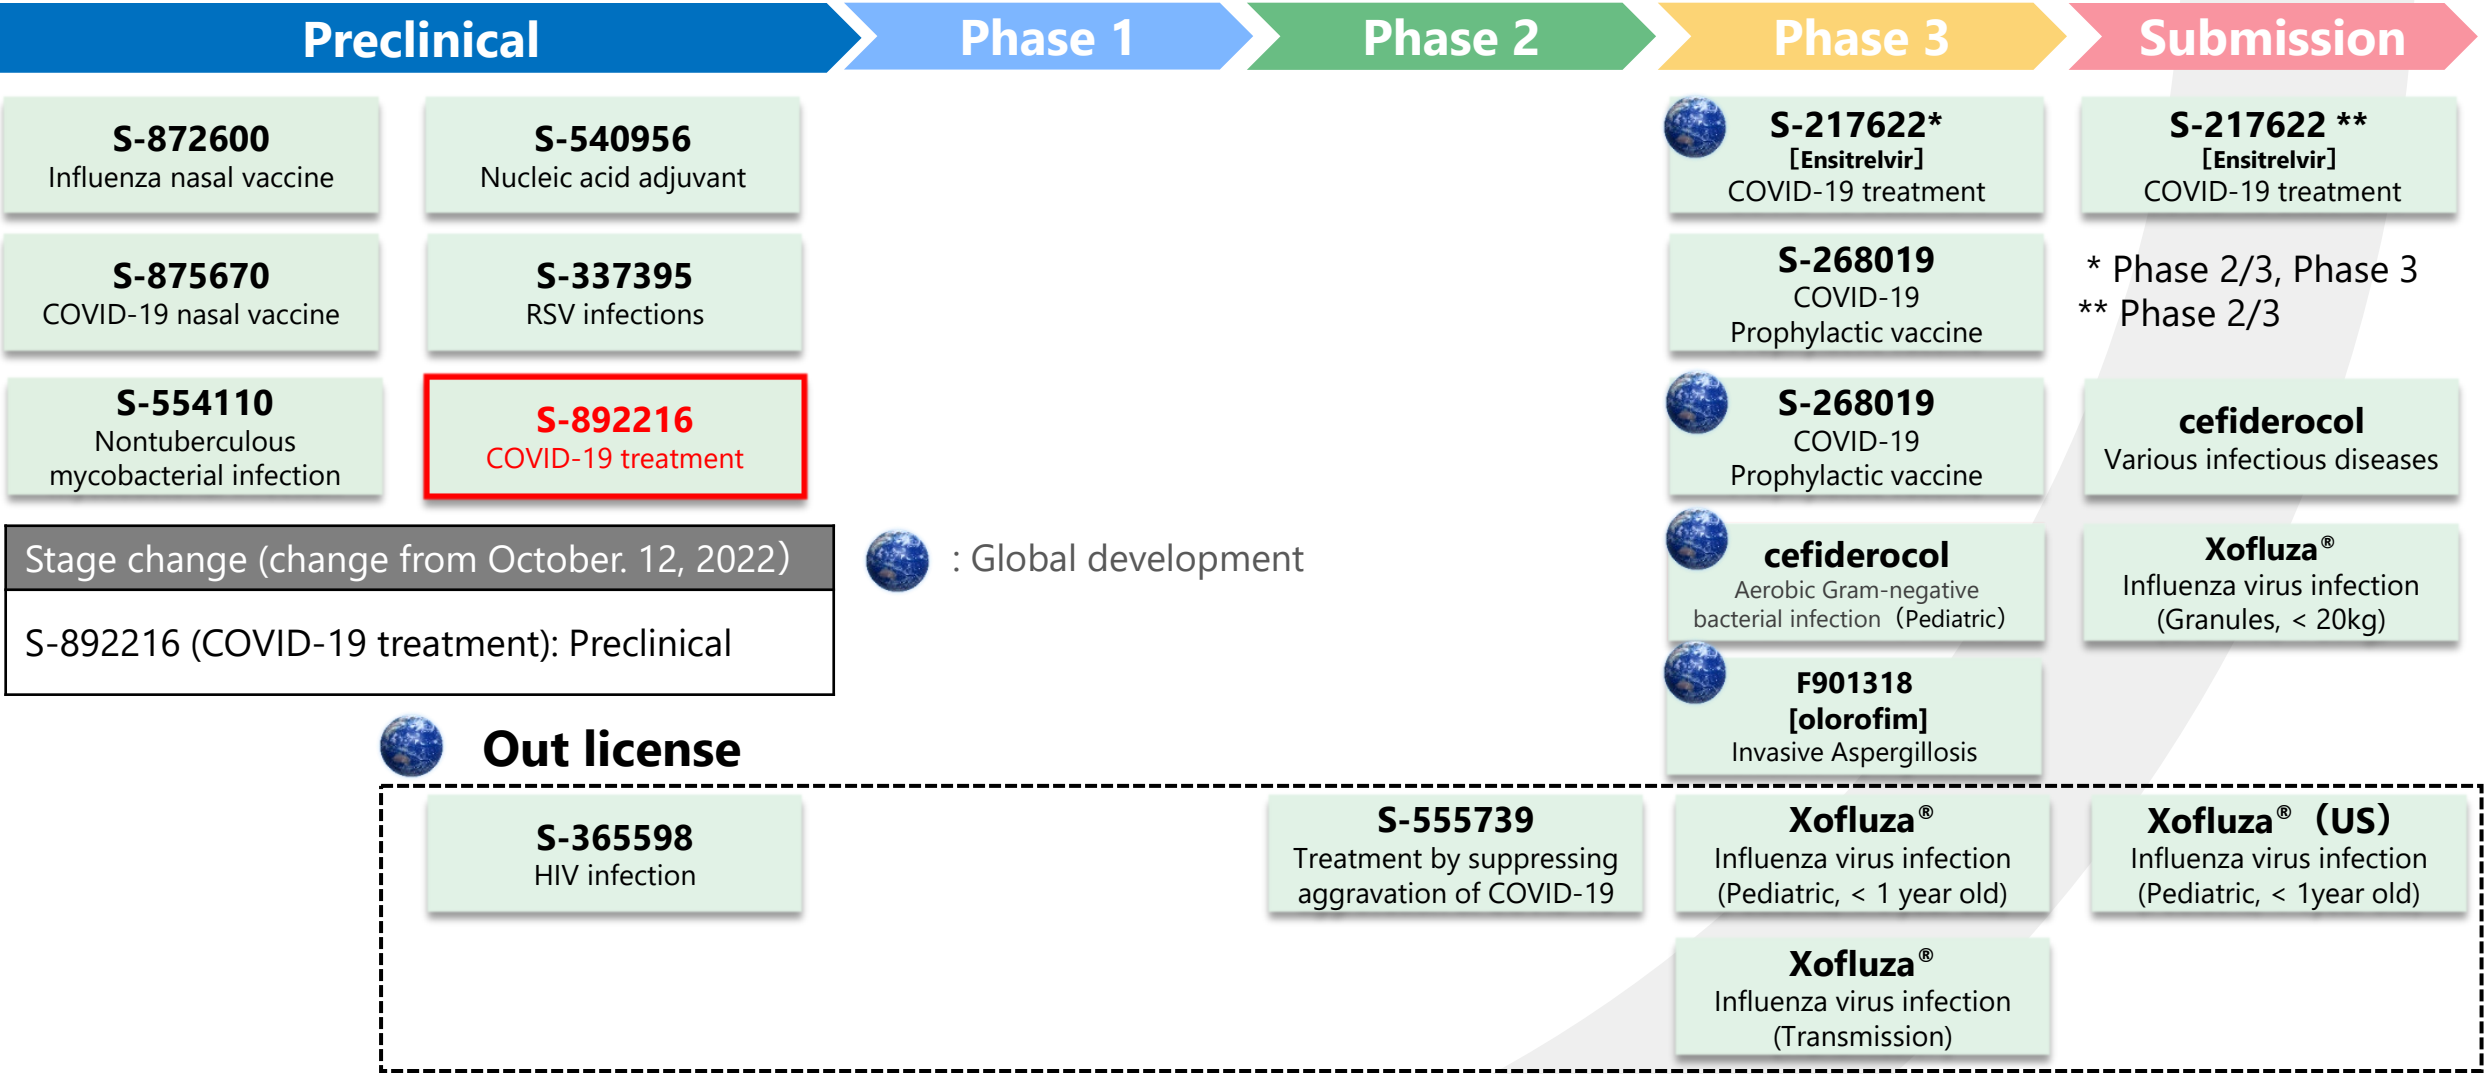 Preclinical
Phase 1
Phase 2
Phase 3
Submission
S-872600
Influenza nasal vaccine
S-540956
Nucleic acid adjuvant
S-217622*
[Ensitrelvir]
COVID-19 treatment
S-217622 **
[Ensitrelvir]
COVID-19 treatment
S-875670
COVID-19 nasal vaccine
S-337395
RSV infections
S-268019
COVID-19
Prophylactic vaccine
* Phase 2/3, Phase 3
** Phase 2/3
S-554110
Nontuberculous
mycobacterial infection
S-892216
COVID-19 treatment
S-268019
COVID-19
Prophylactic vaccine
cefiderocol
Various infectious diseases
Stage change (change from October. 12, 2022）
S-892216 (COVID-19 treatment): Preclinical
: Global development
cefiderocol
Aerobic Gram-negative
bacterial infection（Pediatric）
Xofluza®
Influenza virus infection
(Granules, < 20kg)
F901318
[olorofim]
Invasive Aspergillosis
Out license
S-365598
HIV infection
S-555739
Treatment by suppressing
aggravation of COVID-19
Xofluza®
Influenza virus infection
(Pediatric, < 1 year old)
Xofluza®（US）
Influenza virus infection
(Pediatric, < 1year old)
Xofluza®
Influenza virus infection
(Transmission)